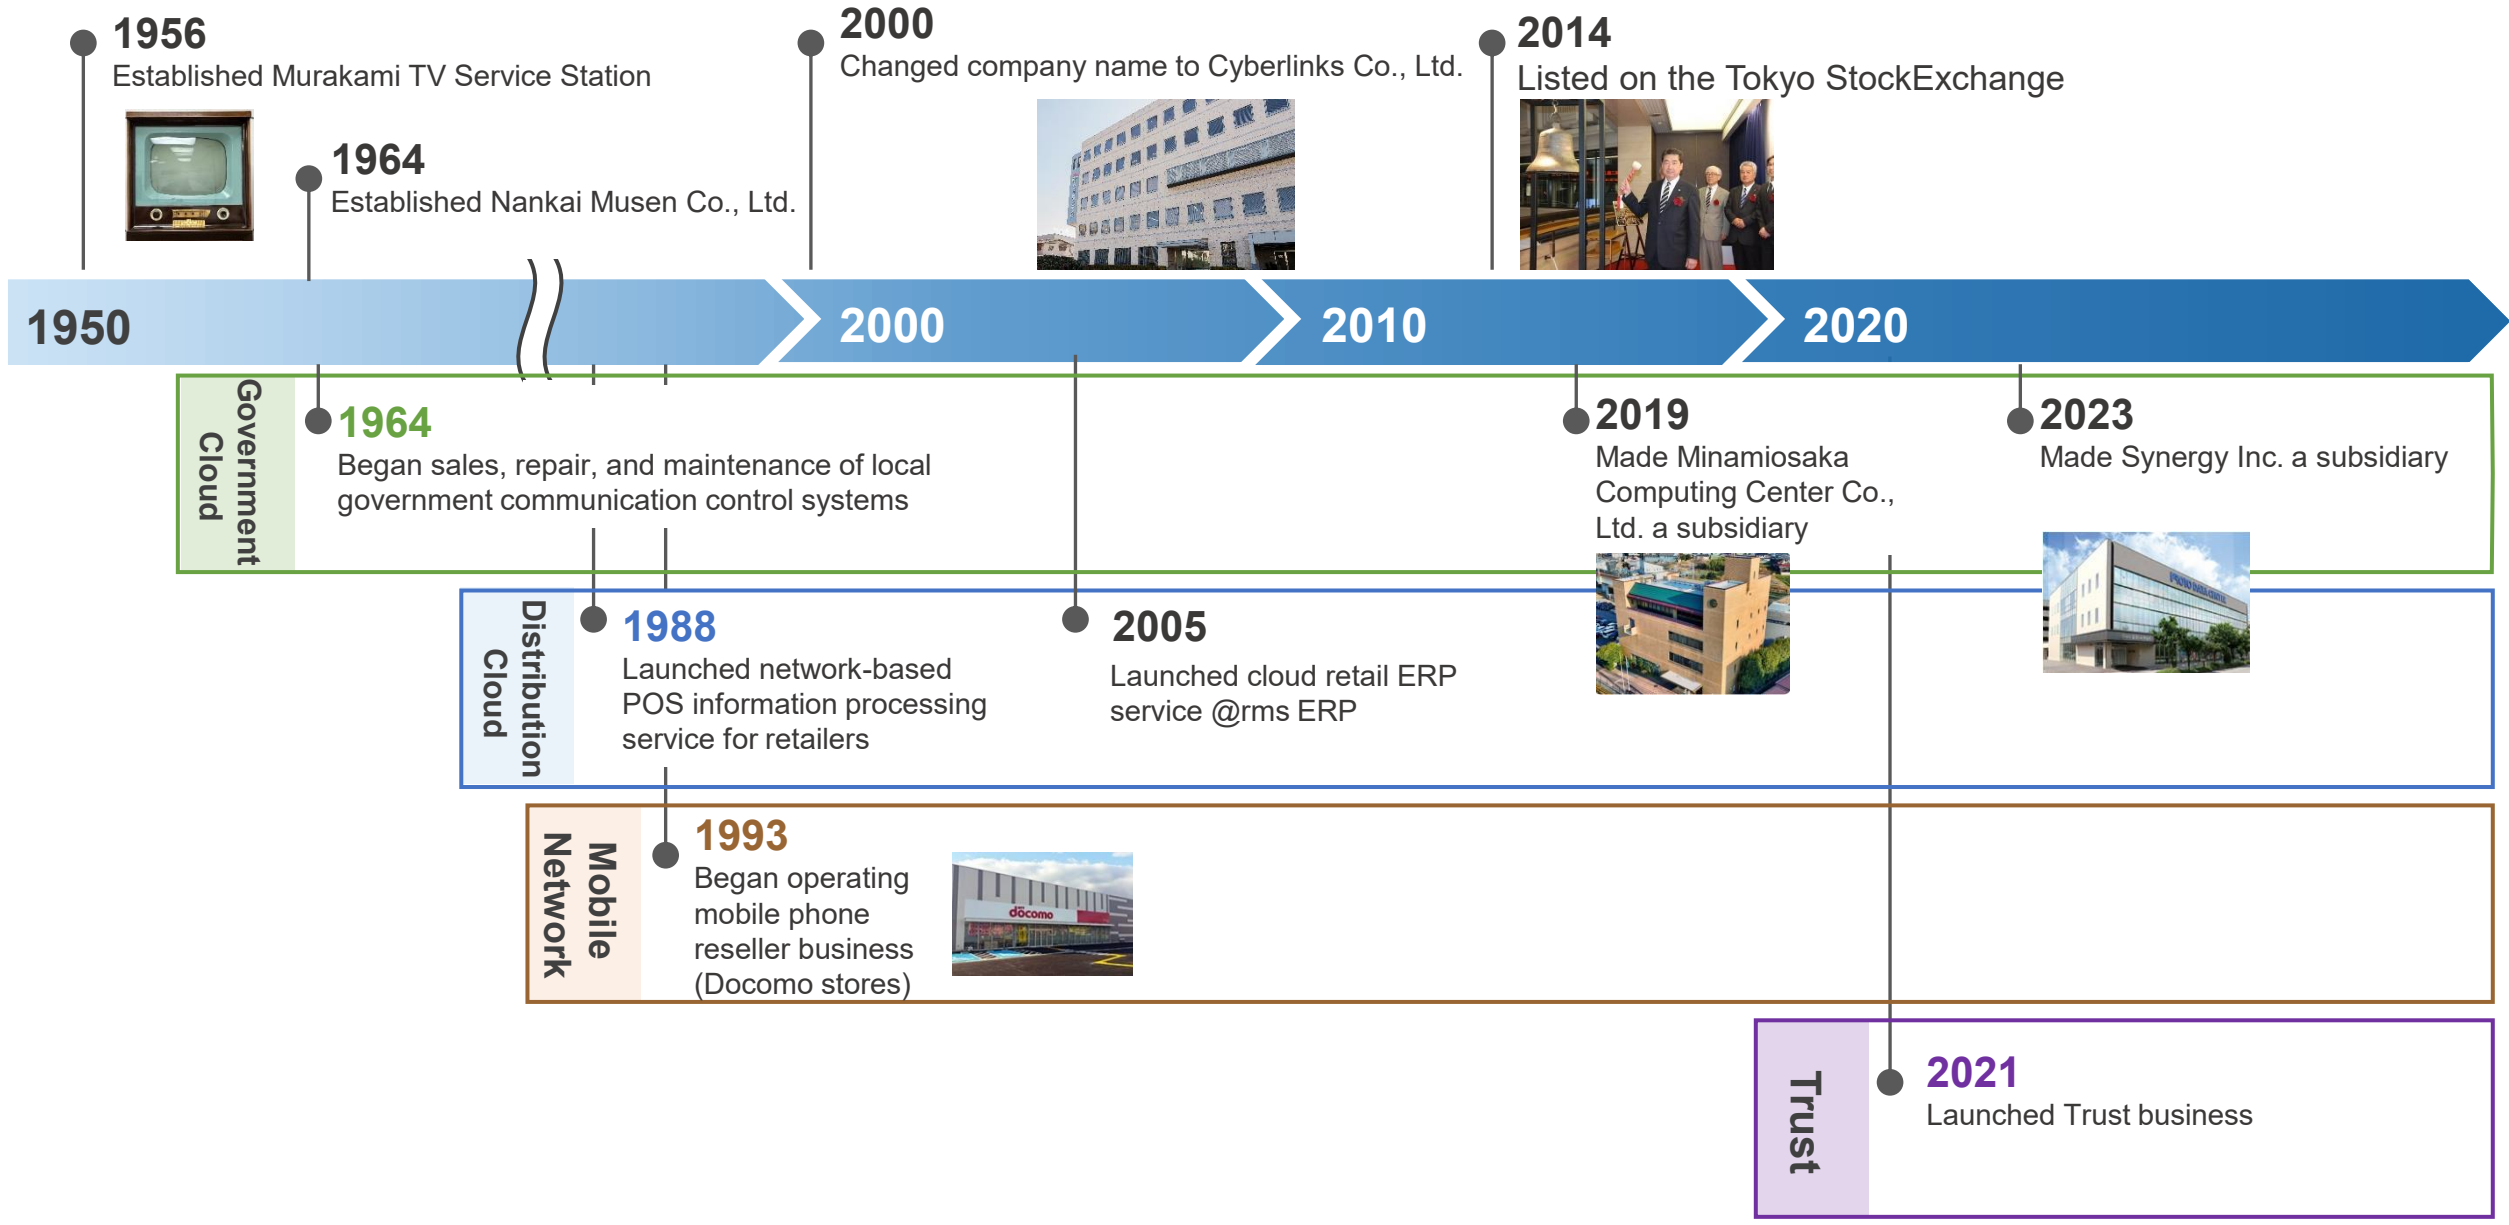 1956
Established Murakami TV Service Station
1964
Established Nankai Musen Co., Ltd.
2000
Changed company name to Cyberlinks Co., Ltd.
2014
Listed on the Tokyo StockExchange
1950
2000
2010
2020
Government
Cloud
1964
Began sales, repair, and maintenance of local
government communication control systems
2019
Made Minamiosaka
Computing Center Co.,
Ltd. a subsidiary
2023
Made Synergy Inc. a subsidiary
Distribution
Cloud
1988
Launched network-based
POS information processing
service for retailers
2005
Launched cloud retail ERP
service @rms ERP
Mobile
Network
1993
Began operating
mobile phone
reseller business
(Docomo stores)
döcomo
Trust
2021
Launched Trust business